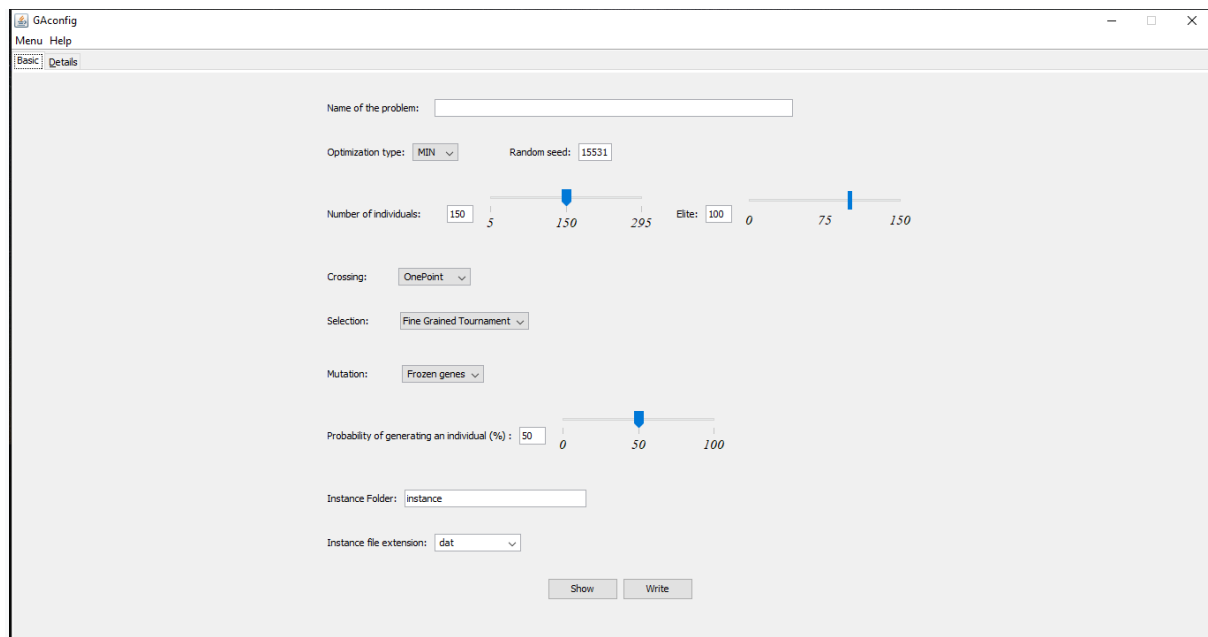 GAconfig
Menu Help
Basic Details
Name of the problem:
Optimization type: MIN Random seed: 15531
Number of individuals: 150 5 150 295 Elite: 100 0 75 150
Crossing: OnePoint
Selection: Fine Grained Tournament
Mutation: Frozen genes
Probability of generating an individual (%) : 50 0 50 100
Instance Folder: instance
Instance file extension: dat
Show Write